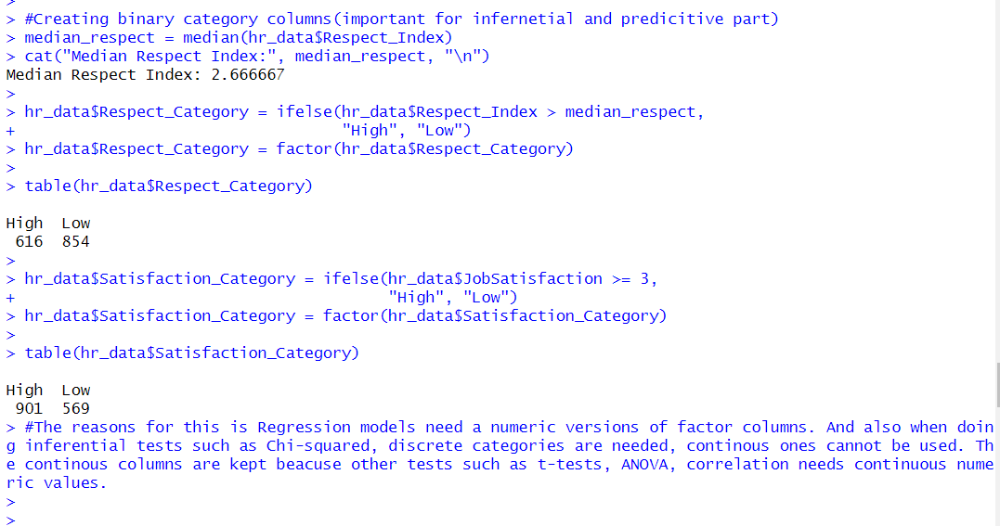 >
> #Creating binary category columns(important for infernetial and predicitive part)
> median_respect = median(hr_data$Respect_Index)
> cat("Median Respect Index:", median_respect, "\n")
Median Respect Index: 2.666667
>
> hr_data$Respect_Category = ifelse(hr_data$Respect_Index > median_respect,
+                                   "High", "Low")
> hr_data$Respect_Category = factor(hr_data$Respect_Category)
>
> table(hr_data$Respect_Category)

High  Low
 616  854
>
> hr_data$Satisfaction_Category = ifelse(hr_data$JobSatisfaction >= 3,
+                                        "High", "Low")
> hr_data$Satisfaction_Category = factor(hr_data$Satisfaction_Category)
>
> table(hr_data$Satisfaction_Category)

High  Low
 901  569
> #The reasons for this is Regression models need a numeric versions of factor columns. And also when doin
g inferential tests such as Chi-squared, discrete categories are needed, continous ones cannot be used. Th
e continous columns are kept beacuse other tests such as t-tests, ANOVA, correlation needs continuous nume
ric values.
>
>